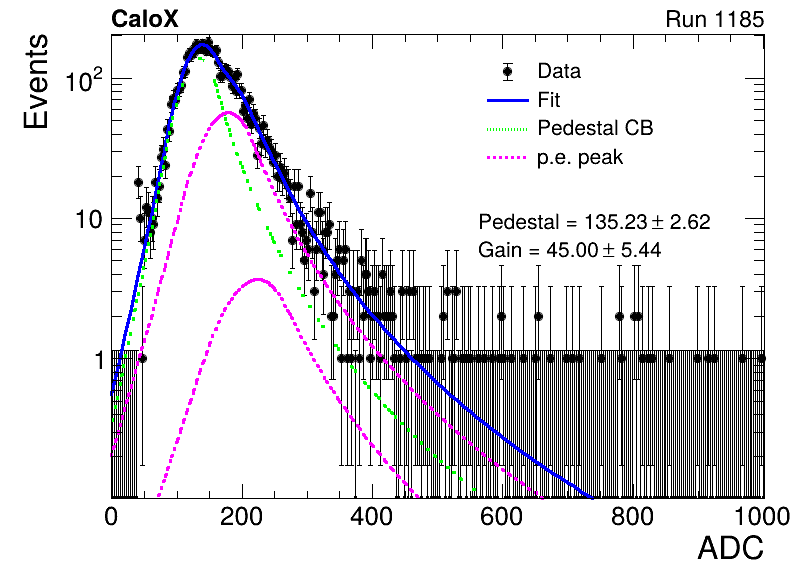 CaloX Run 1185
Events
10²
10
1
Data
Fit
Pedestal CB
p.e. peak
Pedestal = 135.23 ± 2.62
Gain = 45.00 ± 5.44
0 200 400 600 800 1000
ADC